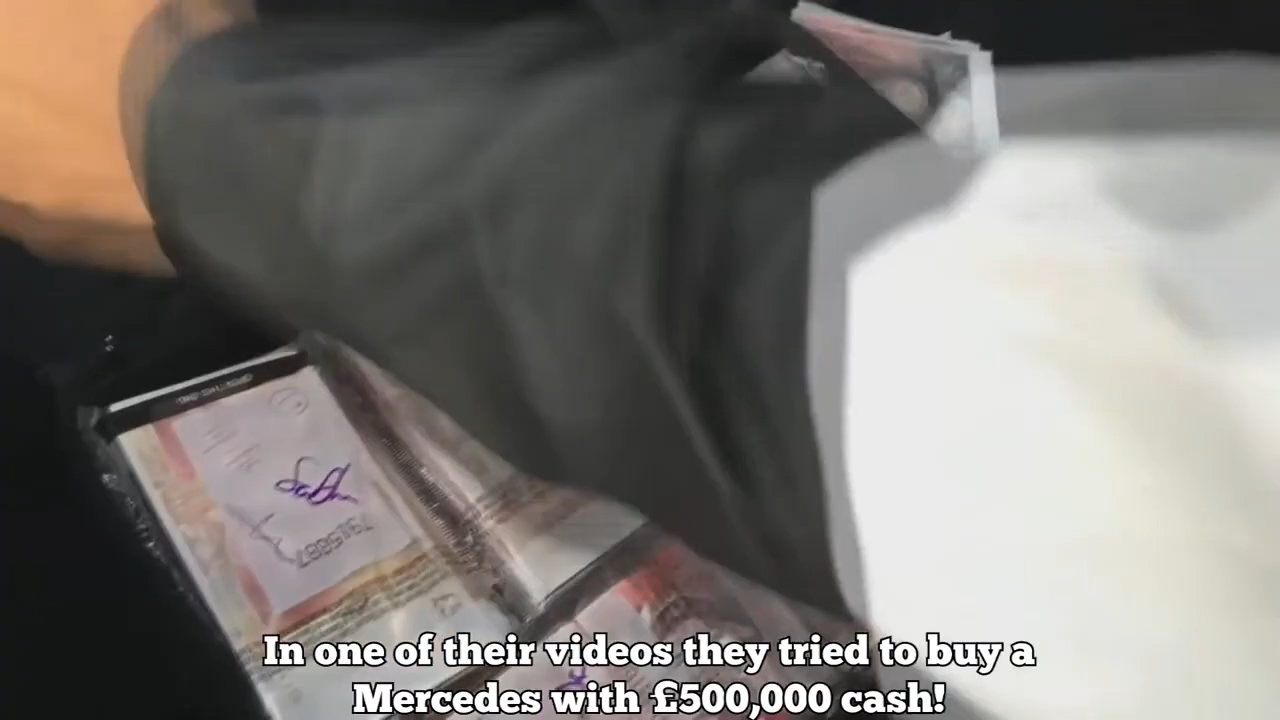 In one of their videos they tried to buy a
Mercedes with £500,000 cash!